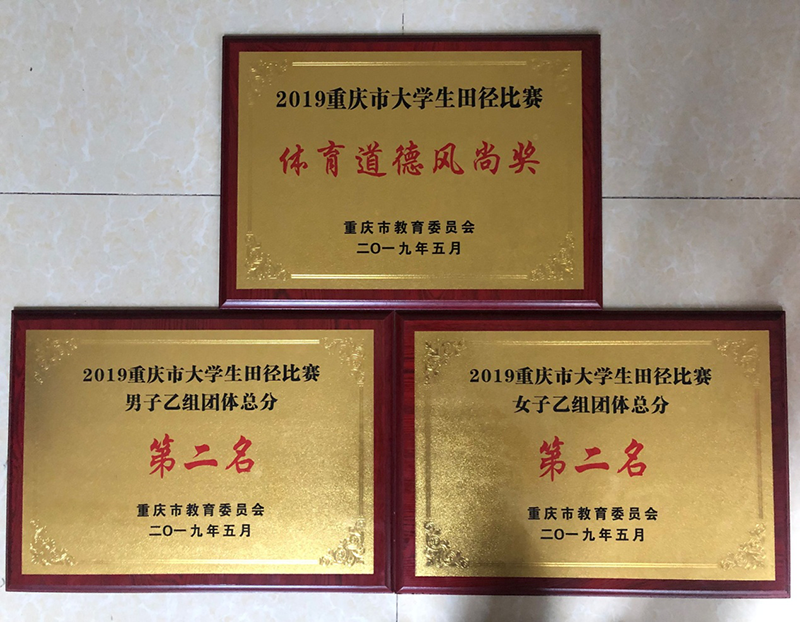 2019重庆市大学生田径比赛
体育道德风尚奖
重庆市教育委员会
二〇一九年五月
2019重庆市大学生田径比赛
男子乙组团体总分
第二名
重庆市教育委员会
二〇一九年五月
2019重庆市大学生田径比赛
女子乙组团体总分
第二名
重庆市教育委员会
二〇一九年五月